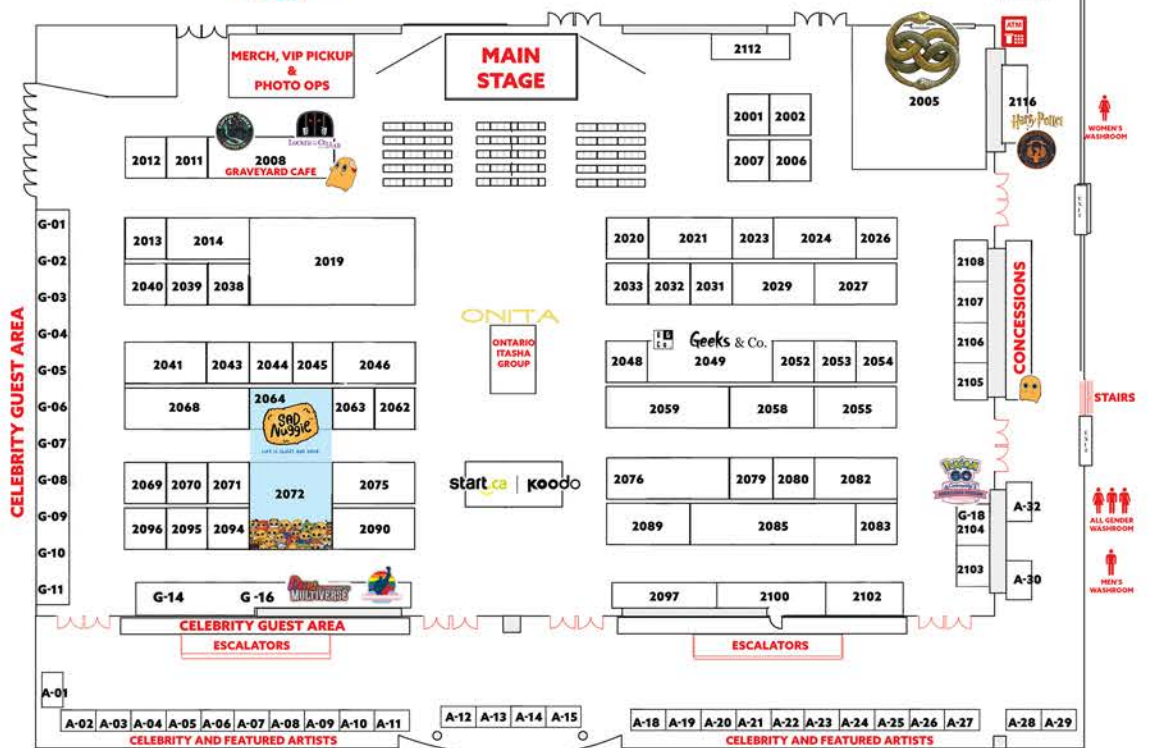 ATM
MERCH, VIP PICKUP
&
PHOTO OPS
MAIN
STAGE
2112
2005
2116
2001 2002
2007 2006
Harry Potter
WOMEN'S
WASHROOM
2012 2011 2008
GRAVEYARD CAFE
CELEBRITY GUEST AREA
G-01
G-02
G-03
G-04
G-05
G-06
G-07
G-08
G-09
G-10
G-11
2013 2014 2019
2040 2039 2038
2020 2021 2023 2024 2026
2033 2032 2031 2029 2027
2108
2107
2106
2105
CONCESSIONS
ONITA
ONTARIO
ITASHA
GROUP
Geeks & Co.
2041 2043 2044 2045 2046
2048 2049 2052 2053 2054
STAIRS
2068 2064 2063 2062
SAD
Nuggie
2059 2058 2055
2069 2070 2071 2072 2075
start.ca | koodo
2076 2079 2080 2082
POKÉMON
GO
A-32
ALL GENDER
WASHROOM
2096 2095 2094 2090
2089 2085 2083
G-18
2104
2103
A-30
MEN'S
WASHROOM
G-14 G-16
MULTIVERSE
2097 2100 2102
CELEBRITY GUEST AREA
ESCALATORS
ESCALATORS
A-01
A-02 A-03 A-04 A-05 A-06 A-07 A-08 A-09 A-10 A-11
A-12 A-13 A-14 A-15
A-18 A-19 A-20 A-21 A-22 A-23 A-24 A-25 A-26 A-27
A-28 A-29
CELEBRITY AND FEATURED ARTISTS
CELEBRITY AND FEATURED ARTISTS